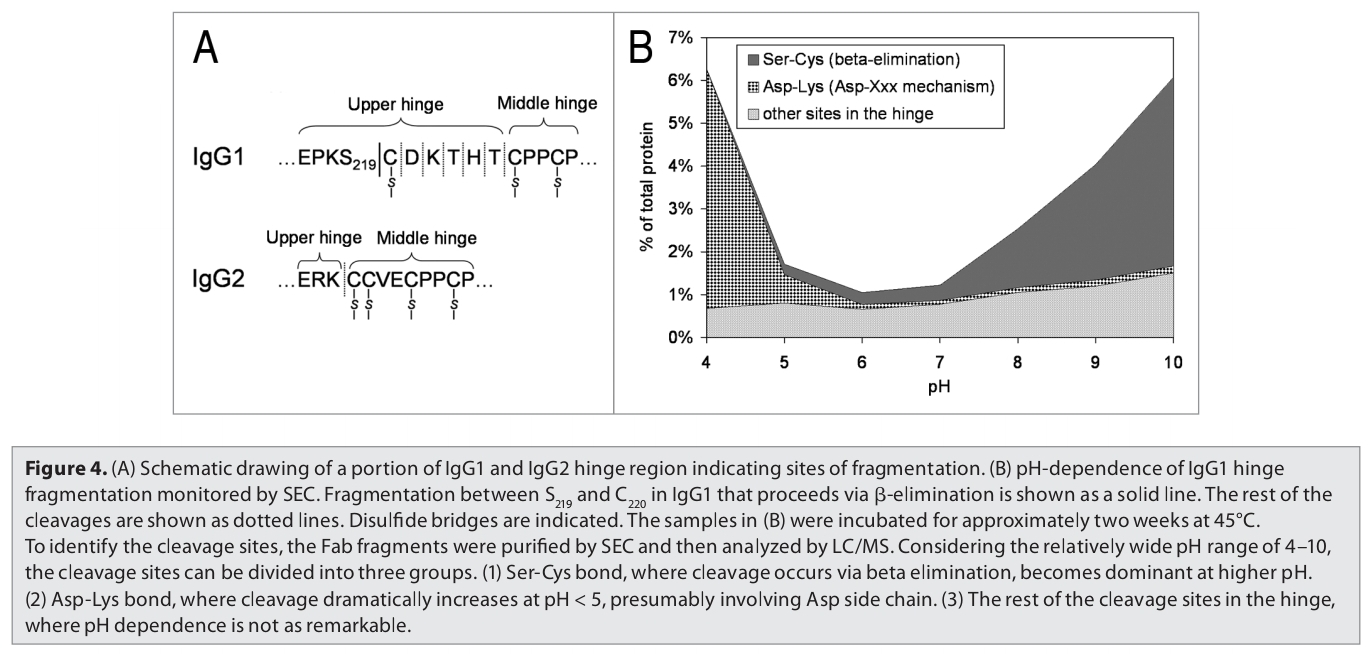 A
Upper hinge Middle hinge
IgG1 ...EPKS219CDKTHTCPPCP...
S S S
Upper hinge Middle hinge
IgG2 ...ERKCCVECPPCP...
S S S S
B
7%
6%
5%
4%
3%
2%
1%
0%
% of total protein
Ser-Cys (beta-elimination)
Asp-Lys (Asp-Xxx mechanism)
other sites in the hinge
4 5 6 7 8 9 10
pH
Figure 4. (A) Schematic drawing of a portion of IgG1 and IgG2 hinge region indicating sites of fragmentation. (B) pH-dependence of IgG1 hinge
fragmentation monitored by SEC. Fragmentation between S219 and C220 in IgG1 that proceeds via β-elimination is shown as a solid line. The rest of the
cleavages are shown as dotted lines. Disulfide bridges are indicated. The samples in (B) were incubated for approximately two weeks at 45°C.
To identify the cleavage sites, the Fab fragments were purified by SEC and then analyzed by LC/MS. Considering the relatively wide pH range of 4–10,
the cleavage sites can be divided into three groups. (1) Ser-Cys bond, where cleavage occurs via beta elimination, becomes dominant at higher pH.
(2) Asp-Lys bond, where cleavage dramatically increases at pH < 5, presumably involving Asp side chain. (3) The rest of the cleavage sites in the hinge,
where pH dependence is not as remarkable.